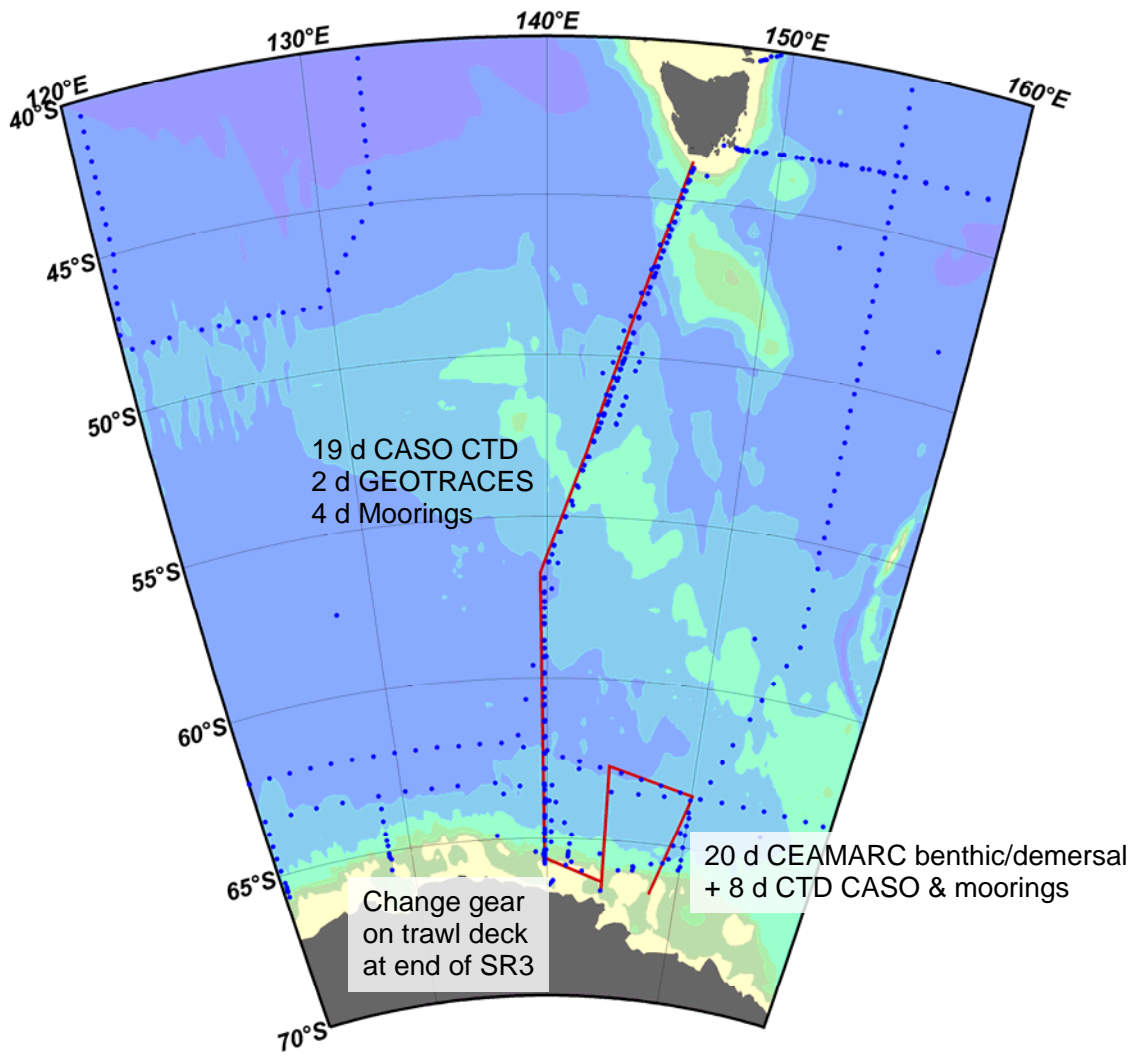 140°E
130°E
150°E
120°E
160°E
40°S
45°S
50°S
19 d CASO CTD
2 d GEOTRACES
4 d Moorings
55°S
60°S
20 d CEAMARC benthic/demersal
+ 8 d CTD CASO & moorings
65°S
Change gear
on trawl deck
at end of SR3
70°S